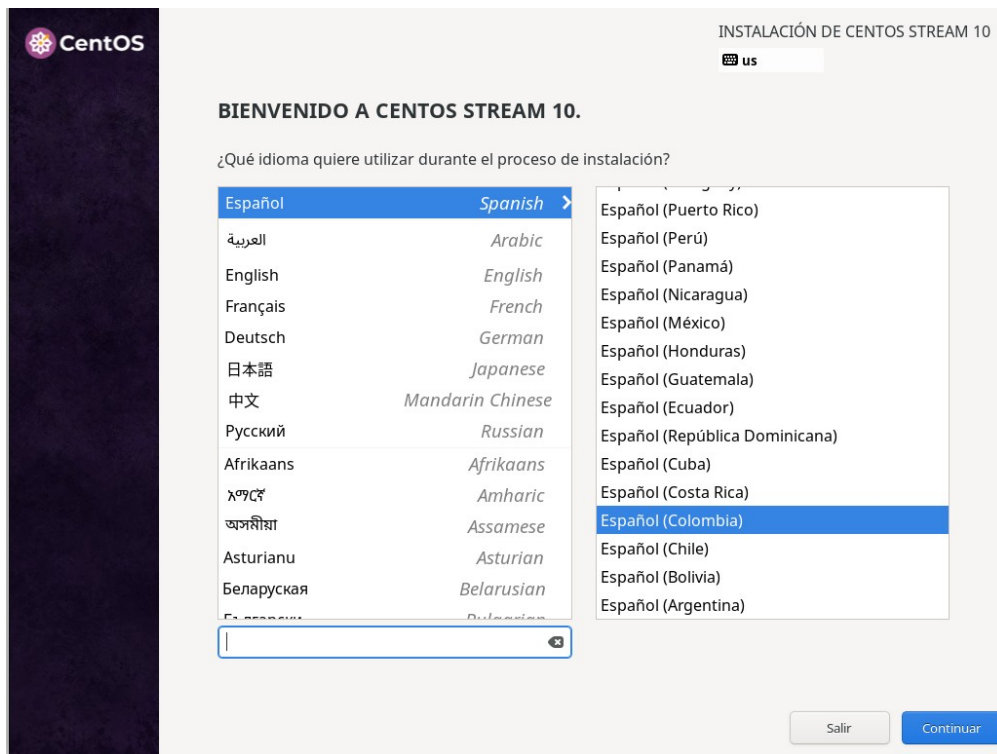 CentOS
INSTALACIÓN DE CENTOS STREAM 10
us
BIENVENIDO A CENTOS STREAM 10.
¿Qué idioma quiere utilizar durante el proceso de instalación?
Español Spanish
العربية Arabic
English English
Français French
Deutsch German
日本語 Japanese
中文 Mandarin Chinese
Русский Russian
Afrikaans Afrikaans
አማርኛ Amharic
অসমীয়া Assamese
Asturianu Asturian
Беларуская Belarusian
Български Bulgarian
Español (Puerto Rico)
Español (Perú)
Español (Panamá)
Español (Nicaragua)
Español (México)
Español (Honduras)
Español (Guatemala)
Español (Ecuador)
Español (República Dominicana)
Español (Cuba)
Español (Costa Rica)
Español (Colombia)
Español (Chile)
Español (Bolivia)
Español (Argentina)
Salir
Continuar